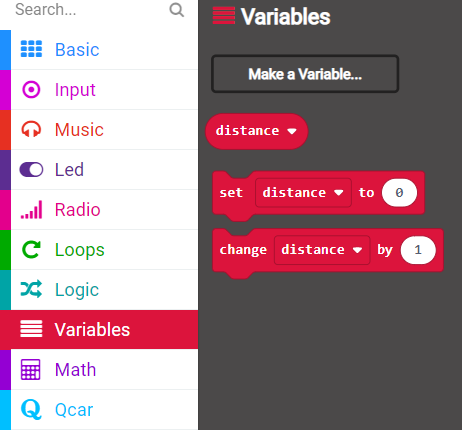 Search...
Basic
Input
Music
Led
Radio
Loops
Logic
Variables
Math
Qcar
Variables
Make a Variable...
distance
set distance to 0
change distance by 1